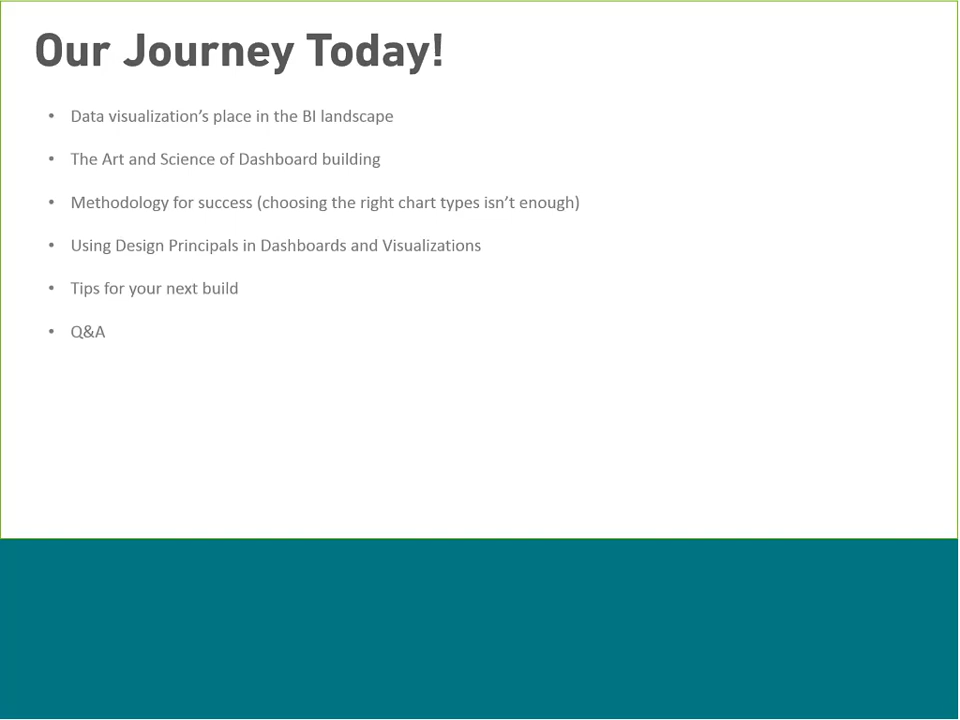 Our Journey Today!
• Data visualization’s place in the BI landscape
• The Art and Science of Dashboard building
• Methodology for success (choosing the right chart types isn’t enough)
• Using Design Principals in Dashboards and Visualizations
• Tips for your next build
• Q&A